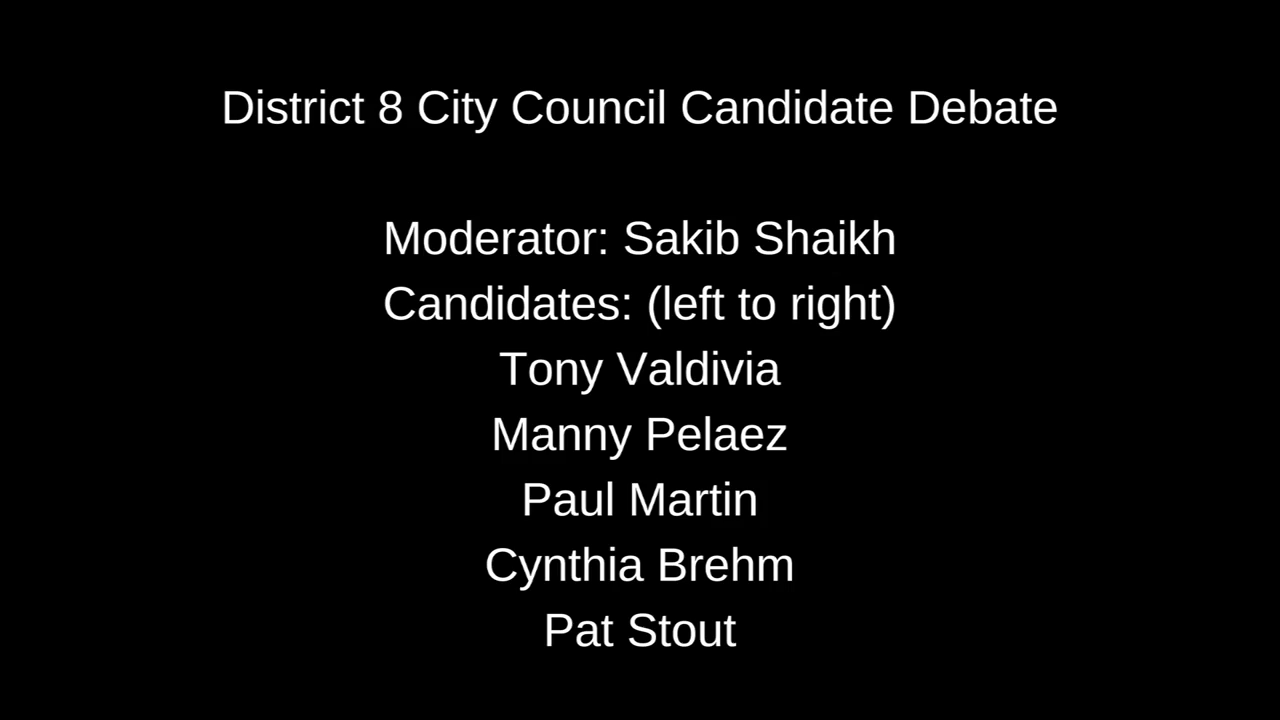 District 8 City Council Candidate Debate
Moderator: Sakib Shaikh
Candidates: (left to right)
Tony Valdivia
Manny Pelaez
Paul Martin
Cynthia Brehm
Pat Stout